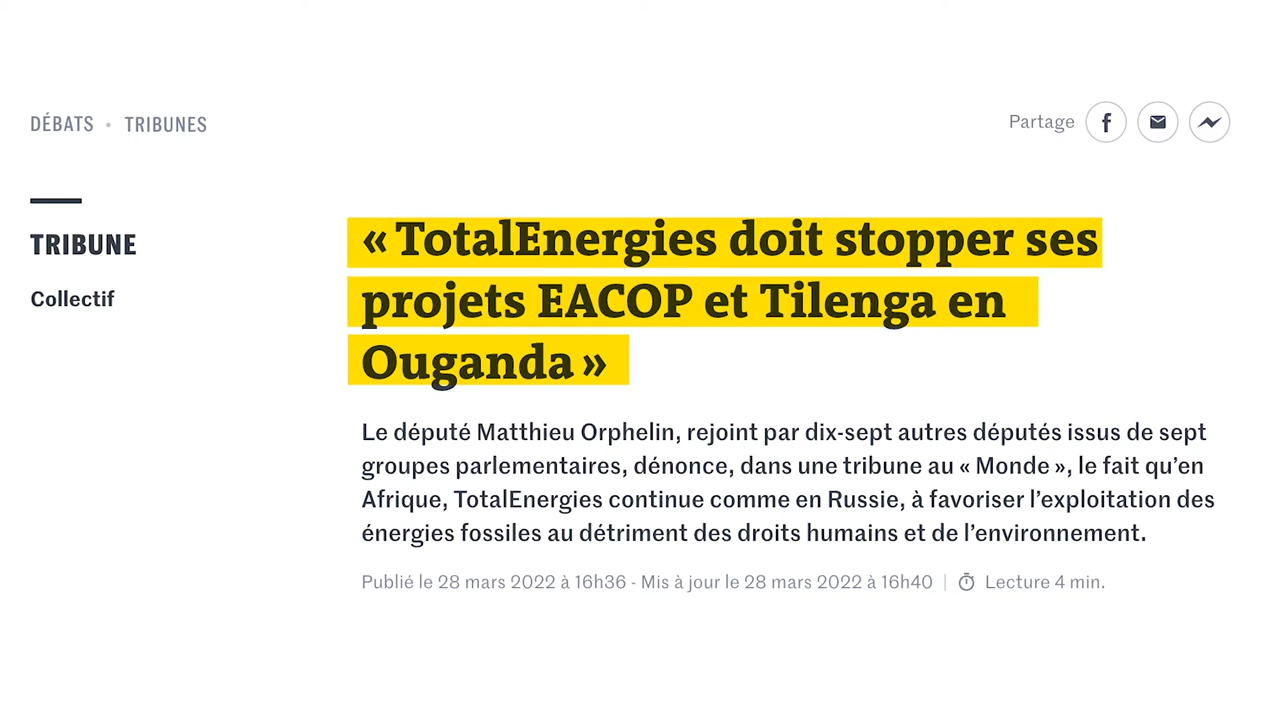 DÉBATS • TRIBUNES
Partage
TRIBUNE
Collectif
« TotalEnergies doit stopper ses
projets EACOP et Tilenga en
Ouganda »
Le député Matthieu Orphelin, rejoint par dix-sept autres députés issus de sept
groupes parlementaires, dénonce, dans une tribune au « Monde », le fait qu’en
Afrique, TotalEnergies continue comme en Russie, à favoriser l’exploitation des
énergies fossiles au détriment des droits humains et de l’environnement.
Publié le 28 mars 2022 à 16h36 - Mis à jour le 28 mars 2022 à 16h40 | Lecture 4 min.